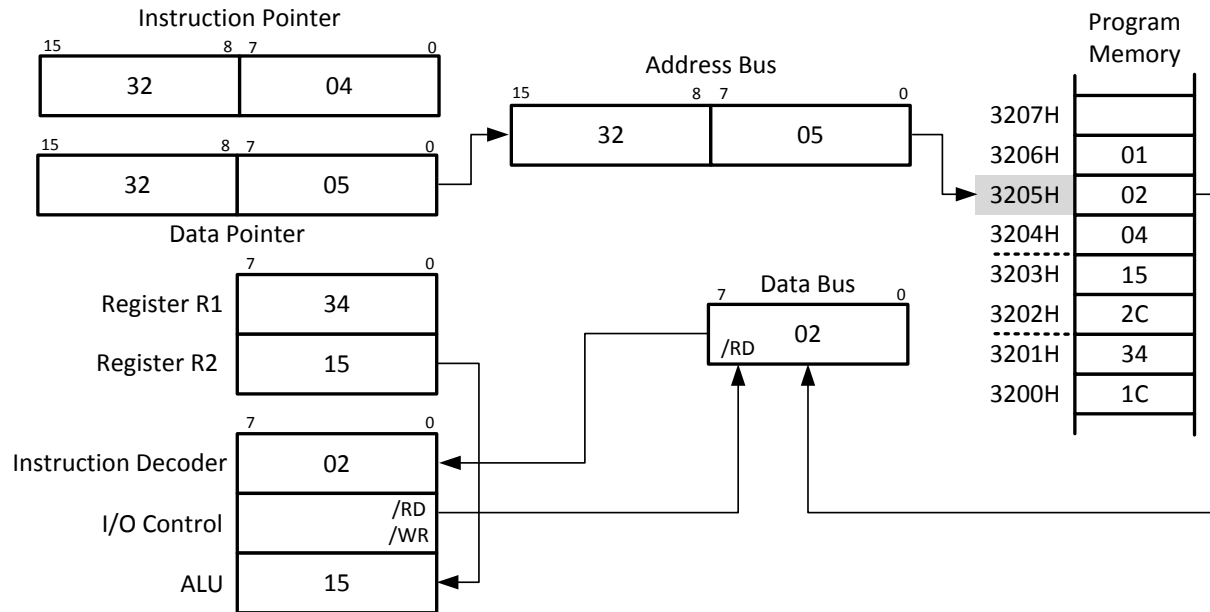 Instruction Pointer
15 8 7 0
32 04
15 8 7 0
32 05
Data Pointer
Address Bus
15 8 7 0
32 05
Program
Memory
3207H
3206H 01
3205H 02
3204H 04
3203H 15
3202H 2C
3201H 34
3200H 1C
7 0
Register R1 34
Register R2 15
Data Bus
7 0
02
/RD
7 0
Instruction Decoder 02
I/O Control /RD
/WR
ALU 15